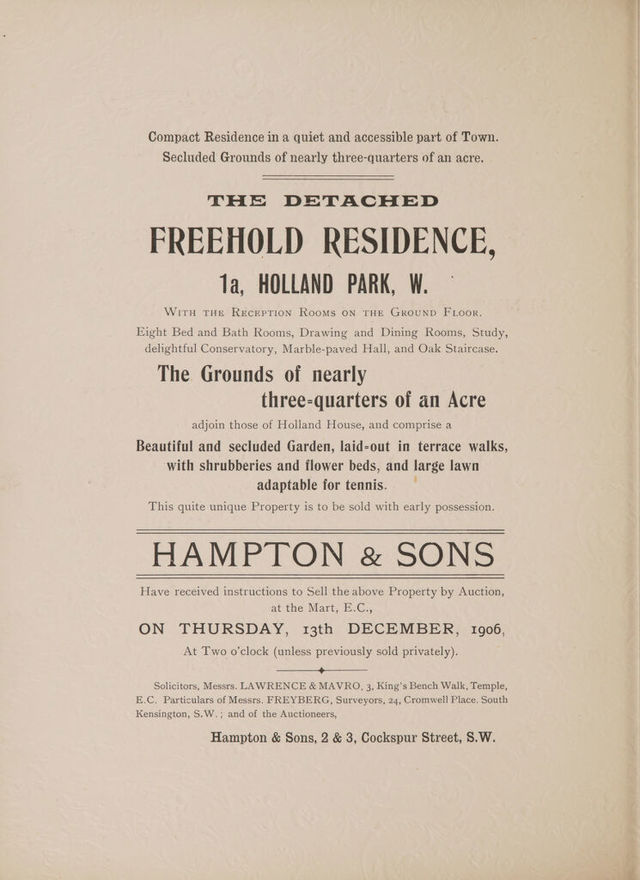 Compact Residence in a quiet and accessible part of Town.
Secluded Grounds of nearly three-quarters of an acre.
THE DETACHED
FREEHOLD RESIDENCE,
1a, HOLLAND PARK, W.
WITH THE RECEPTION ROOMS ON THE GROUND FLOOR.
Eight Bed and Bath Rooms, Drawing and Dining Rooms, Study,
delightful Conservatory, Marble-paved Hall, and Oak Staircase.
The Grounds of nearly
three-quarters of an Acre
adjoin those of Holland House, and comprise a
Beautiful and secluded Garden, laid-out in terrace walks,
with shrubberies and flower beds, and large lawn
adaptable for tennis.
This quite unique Property is to be sold with early possession.
HAMPTON & SONS
Have received instructions to Sell the above Property by Auction,
at the Mart, E.C.,
ON THURSDAY, 13th DECEMBER, 1906,
At Two o'clock (unless previously sold privately).
Solicitors, Messrs. LAWRENCE & MAVRO, 3, King's Bench Walk, Temple,
E.C. Particulars of Messrs. FREYBERG, Surveyors, 24, Cromwell Place. South
Kensington, S.W.; and of the Auctioneers,
Hampton & Sons, 2 & 3, Cockspur Street, S.W.